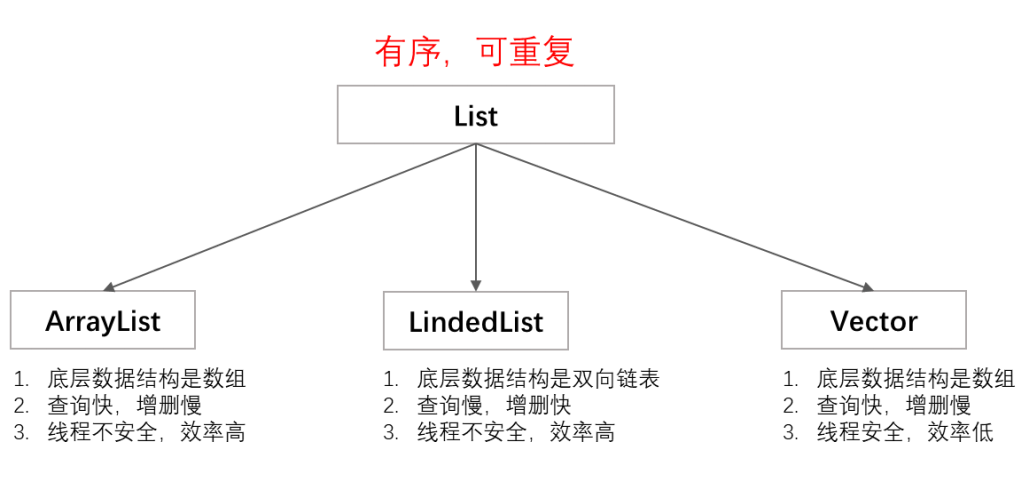 有序，可重复
List
ArrayList
1. 底层数据结构是数组
2. 查询快，增删慢
3. 线程不安全，效率高
LindedList
1. 底层数据结构是双向链表
2. 查询慢，增删快
3. 线程不安全，效率高
Vector
1. 底层数据结构是数组
2. 查询快，增删慢
3. 线程安全，效率低